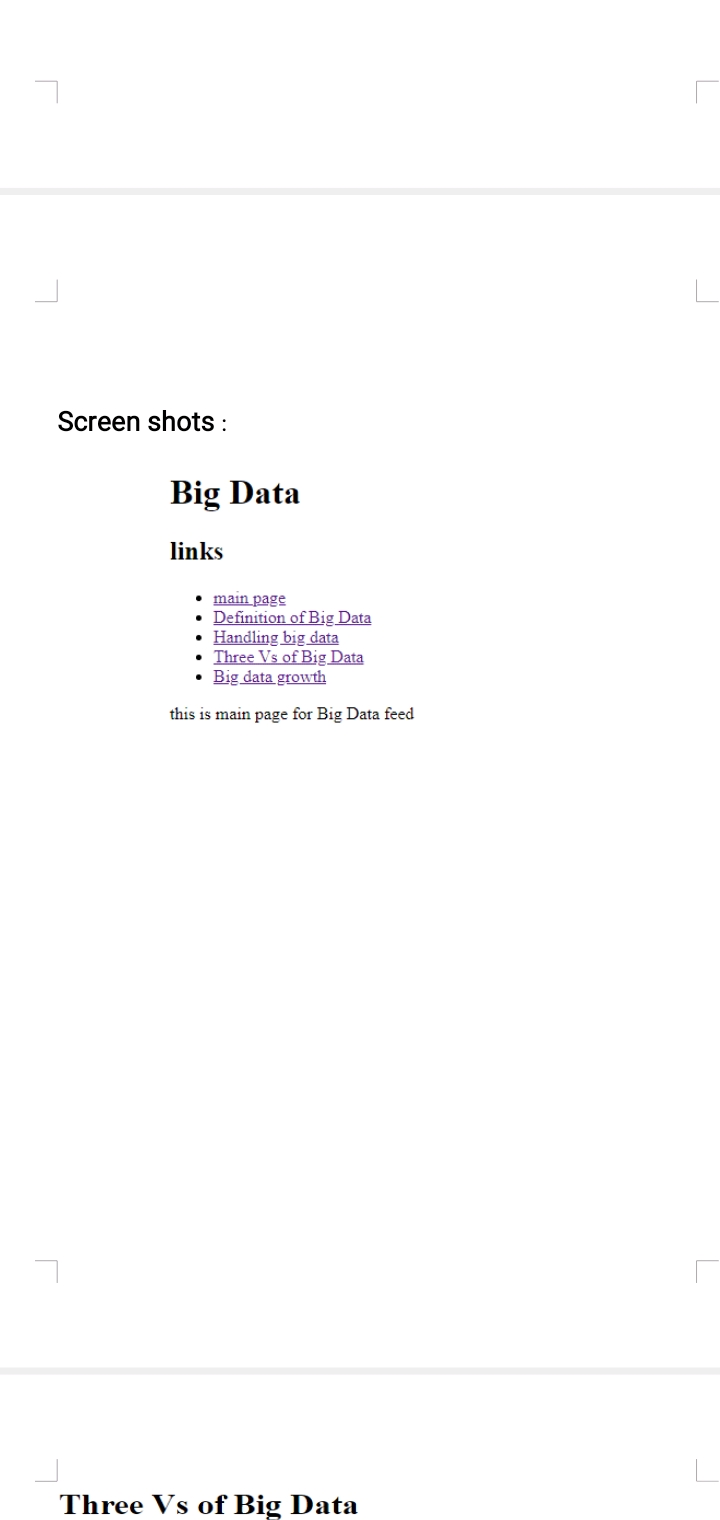 Screen shots :
Big Data
links
main page
Definition of Big Data
Handling big data
Three Vs of Big Data
Big data growth
this is main page for Big Data feed
Three Vs of Big Data